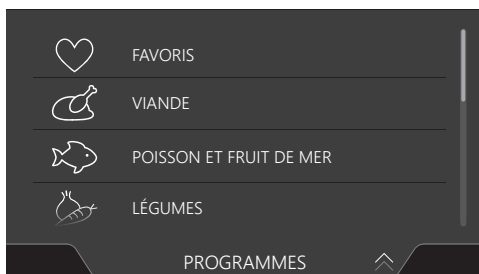 FAVORIS
VIANDE
POISSON ET FRUIT DE MER
LÉGUMES
PROGRAMMES